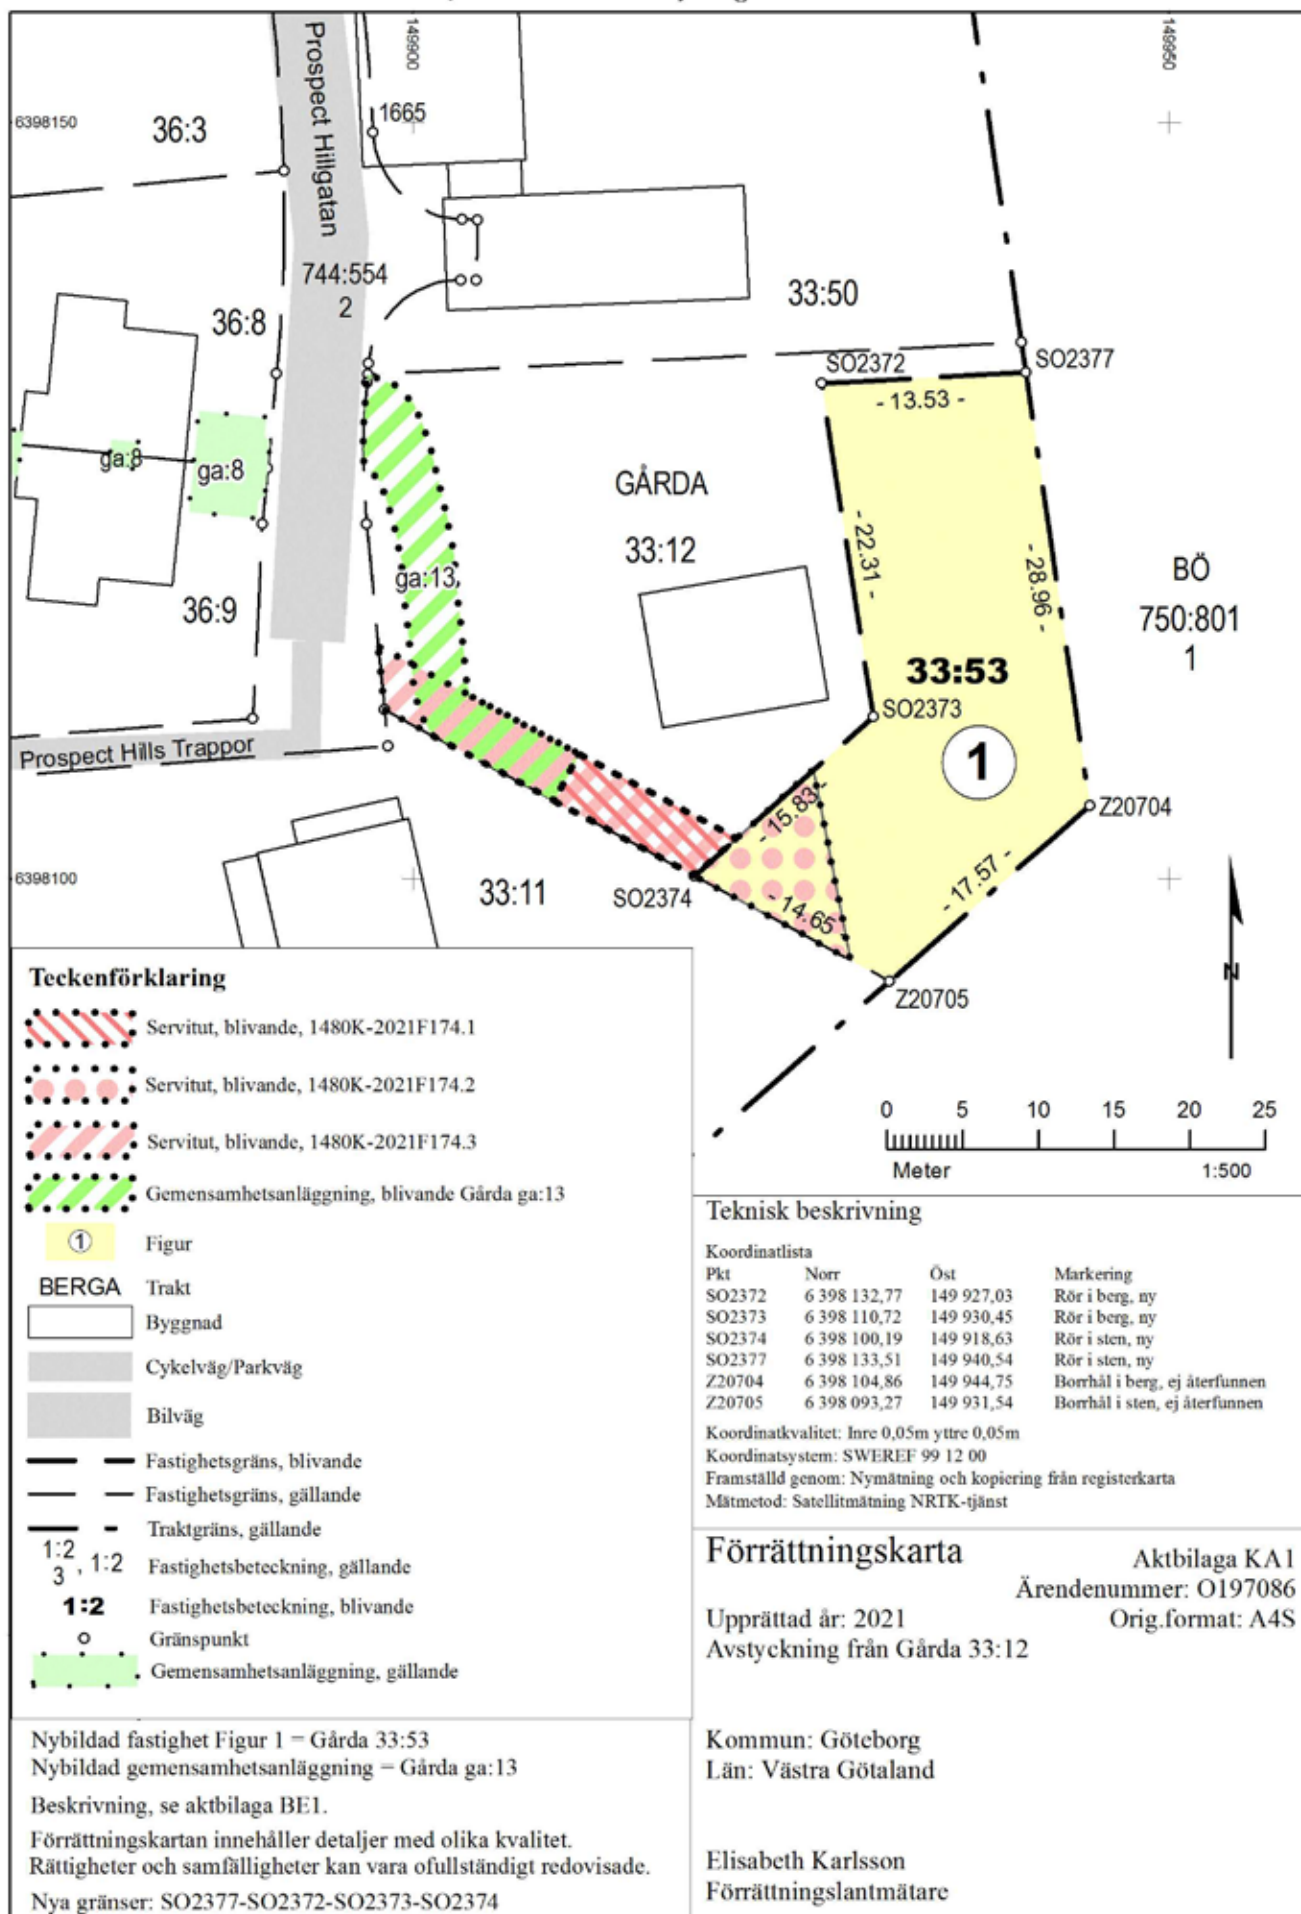 149900
149950
Prospect Hillgatan
6398150
36:3
1665
744:554
2
33:50
36:8
SO2372
SO2377
- 13.53 -
ga:8
ga:8
GÅRDA
33:12
- 22.31 -
- 28.96 -
BÖ
750:801
1
ga:13
36:9
33:53
SO2373
1
Prospect Hills Trappor
- 15.83 -
Z20704
6398100
33:11
SO2374
- 14.65
- 17.57 -
Z20705
N
Teckenförklaring
Servitut, blivande, 1480K-2021F174.1
Servitut, blivande, 1480K-2021F174.2
Servitut, blivande, 1480K-2021F174.3
Gemensamhetsanläggning, blivande Gårda ga:13
1 Figur
BERGA Trakt
Byggnad
Cykelväg/Parkväg
Bilväg
Fastighetsgräns, blivande
Fastighetsgräns, gällande
Traktgräns, gällande
1:2
3 , 1:2 Fastighetsbeteckning, gällande
1:2 Fastighetsbeteckning, blivande
Gränspunkt
Gemensamhetsanläggning, gällande
0 5 10 15 20 25
Meter 1:500
Teknisk beskrivning
Koordinatlista
Pkt Norr Öst Markering
SO2372 6 398 132,77 149 927,03 Rör i berg, ny
SO2373 6 398 110,72 149 930,45 Rör i berg, ny
SO2374 6 398 100,19 149 918,63 Rör i sten, ny
SO2377 6 398 133,51 149 940,54 Rör i sten, ny
Z20704 6 398 104,86 149 944,75 Borrhål i berg, ej återfunnen
Z20705 6 398 093,27 149 931,54 Borrhål i sten, ej återfunnen
Koordinatkvalitet: Inre 0,05m yttre 0,05m
Koordinatsystem: SWEREF 99 12 00
Framställd genom: Nymätning och kopiering från registerkarta
Mätmetod: Satellitmätning NRTK-tjänst
Förrättningskarta
Aktbilaga KA1
Ärendenummer: O197086
Upprättad år: 2021 Orig.format: A4S
Avstyckning från Gårda 33:12
Kommun: Göteborg
Län: Västra Götaland
Elisabeth Karlsson
Förrättningslantmätare
Nybildad fastighet Figur 1 = Gårda 33:53
Nybildad gemensamhetsanläggning = Gårda ga:13
Beskrivning, se aktbilaga BE1.
Förrättningskartan innehåller detaljer med olika kvalitet.
Rättigheter och samfälligheter kan vara ofullständigt redovisade.
Nya gränser: SO2377-SO2372-SO2373-SO2374